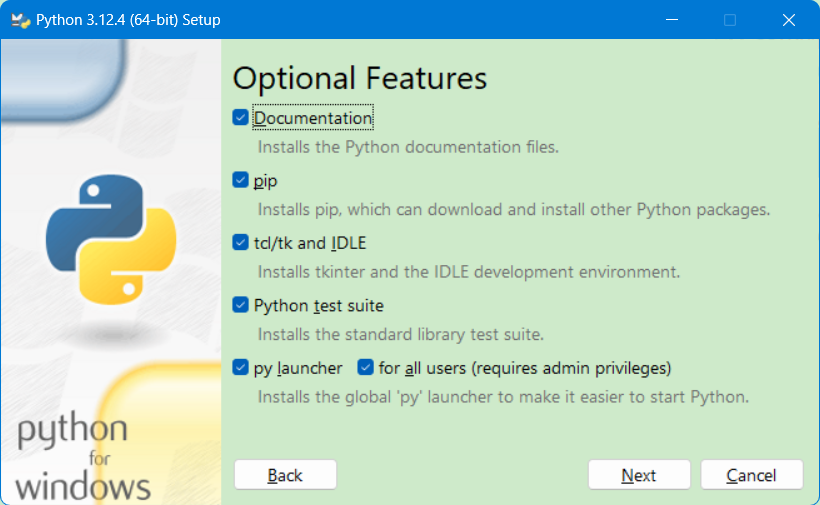 Python 3.12.4 (64-bit) Setup
Optional Features
Documentation
Installs the Python documentation files.
pip
Installs pip, which can download and install other Python packages.
tcl/tk and IDLE
Installs tkinter and the IDLE development environment.
Python test suite
Installs the standard library test suite.
py launcher for all users (requires admin privileges)
Installs the global 'py' launcher to make it easier to start Python.
python
for
windows
Back Next Cancel